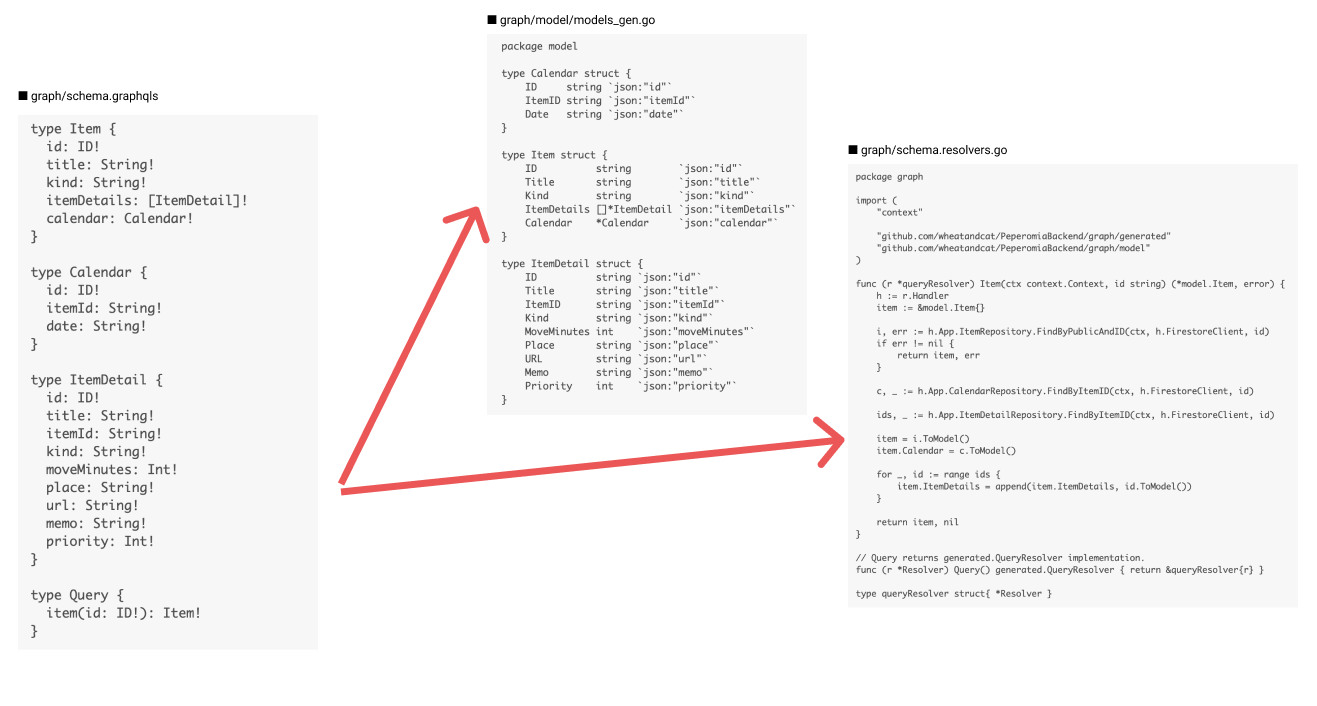 ■ graph/schema.graphqls
type Item {
  id: ID!
  title: String!
  kind: String!
  itemDetails: [ItemDetail]!
  calendar: Calendar!
}

type Calendar {
  id: ID!
  itemId: String!
  date: String!
}

type ItemDetail {
  id: ID!
  title: String!
  itemId: String!
  kind: String!
  moveMinutes: Int!
  place: String!
  url: String!
  memo: String!
  priority: Int!
}

type Query {
  item(id: ID!): Item!
}
■ graph/model/models_gen.go
package model

type Calendar struct {
    ID     string `json:"id"`
    ItemID string `json:"itemId"`
    Date   string `json:"date"`
}

type Item struct {
    ID          string        `json:"id"`
    Title       string        `json:"title"`
    Kind        string        `json:"kind"`
    ItemDetails []*ItemDetail `json:"itemDetails"`
    Calendar    *Calendar     `json:"calendar"`
}

type ItemDetail struct {
    ID          string `json:"id"`
    Title       string `json:"title"`
    ItemID      string `json:"itemId"`
    Kind        string `json:"kind"`
    MoveMinutes int    `json:"moveMinutes"`
    Place       string `json:"place"`
    URL         string `json:"url"`
    Memo        string `json:"memo"`
    Priority    int    `json:"priority"`
}
■ graph/schema.resolvers.go
package graph

import (
    "context"

    "github.com/wheatandcat/PeperomiaBackend/graph/generated"
    "github.com/wheatandcat/PeperomiaBackend/graph/model"
)

func (r *queryResolver) Item(ctx context.Context, id string) (*model.Item, error) {
    h := r.Handler
    item := &model.Item{}

    i, err := h.App.ItemRepository.FindByPublicAndID(ctx, h.FirestoreClient, id)
    if err != nil {
        return item, err
    }

    c, _ := h.App.CalendarRepository.FindByItemID(ctx, h.FirestoreClient, id)

    ids, _ := h.App.ItemDetailRepository.FindByItemID(ctx, h.FirestoreClient, id)

    item = i.ToModel()
    item.Calendar = c.ToModel()

    for _, id := range ids {
        item.ItemDetails = append(item.ItemDetails, id.ToModel())
    }

    return item, nil
}

// Query returns generated.QueryResolver implementation.
func (r *Resolver) Query() generated.QueryResolver { return &queryResolver{r} }

type queryResolver struct{ *Resolver }